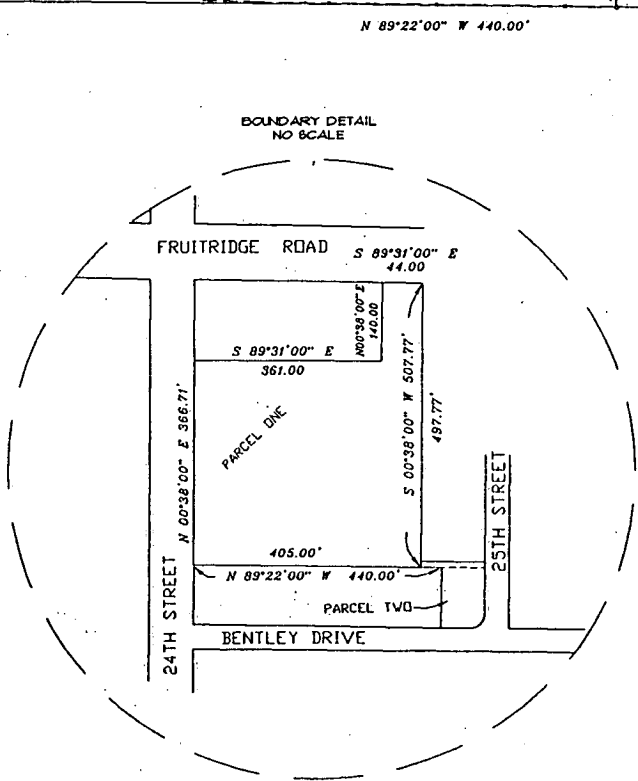 N 89°22'00" W 440.00'
BOUNDARY DETAIL
NO SCALE
FRUITRIDGE ROAD
S 89°31'00" E
44.00
N00°38'00" E
140.00
S 89°31'00" E
361.00
S 00°38'00" W 507.77'
497.77'
N 00°38'00" E 366.71'
PARCEL ONE
25TH STREET
405.00'
N 89°22'00" W 440.00'
PARCEL TWO
24TH STREET
BENTLEY DRIVE